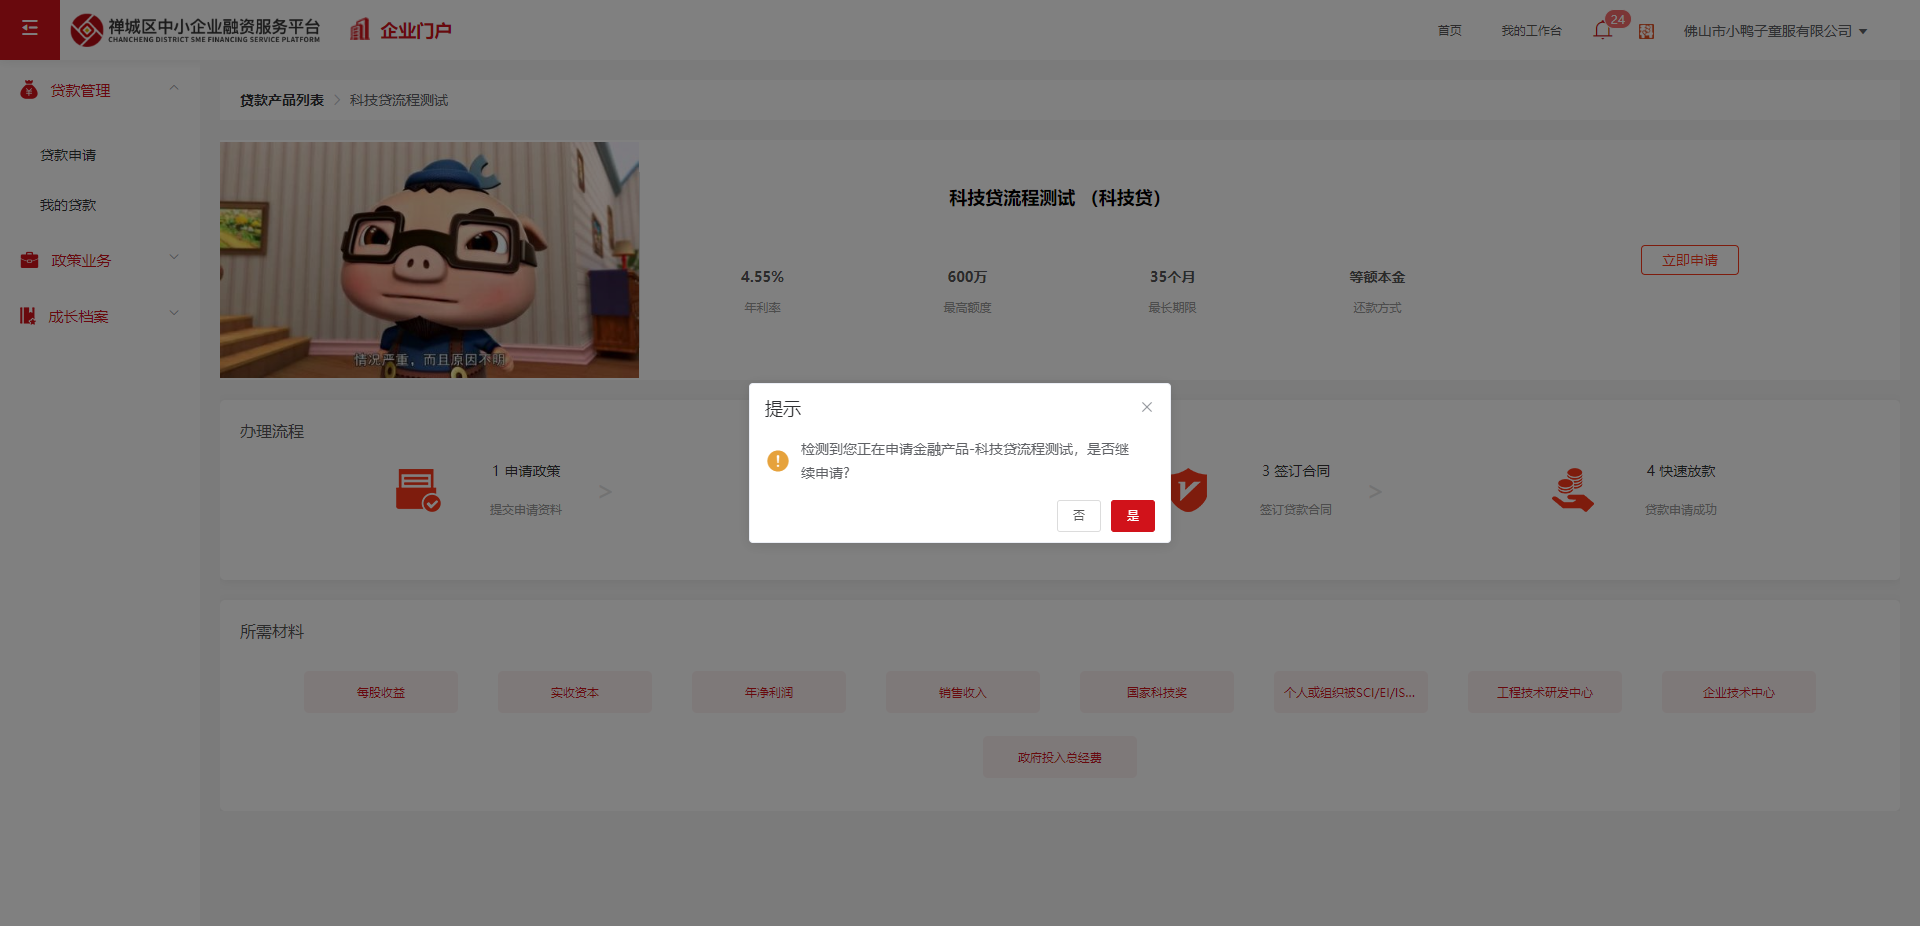 禅城区中小企业融资服务平台
CHANCHENG DISTRICT SME FINANCING SERVICE PLATFORM
企业门户
首页
我的工作台
24
佛山市小鸭子童服有限公司
贷款管理
贷款申请
我的贷款
政策业务
成长档案
贷款产品列表 > 科技贷流程测试
情况严重，而且原因不明
科技贷流程测试 （科技贷）
4.55%
600万
35个月
等额本金
年利率
最高额度
最长期限
还款方式
立即申请
办理流程
1 申请政策
提交申请资料
>
3 签订合同
签订贷款合同
>
4 快速放款
贷款申请成功
提示
检测到您正在申请金融产品-科技贷流程测试，是否继
续申请?
否
是
所需材料
每股收益
实收资本
年净利润
销售收入
国家科技奖
个人或组织被SCI/EI/IS...
工程技术研发中心
企业技术中心
政府投入总经费